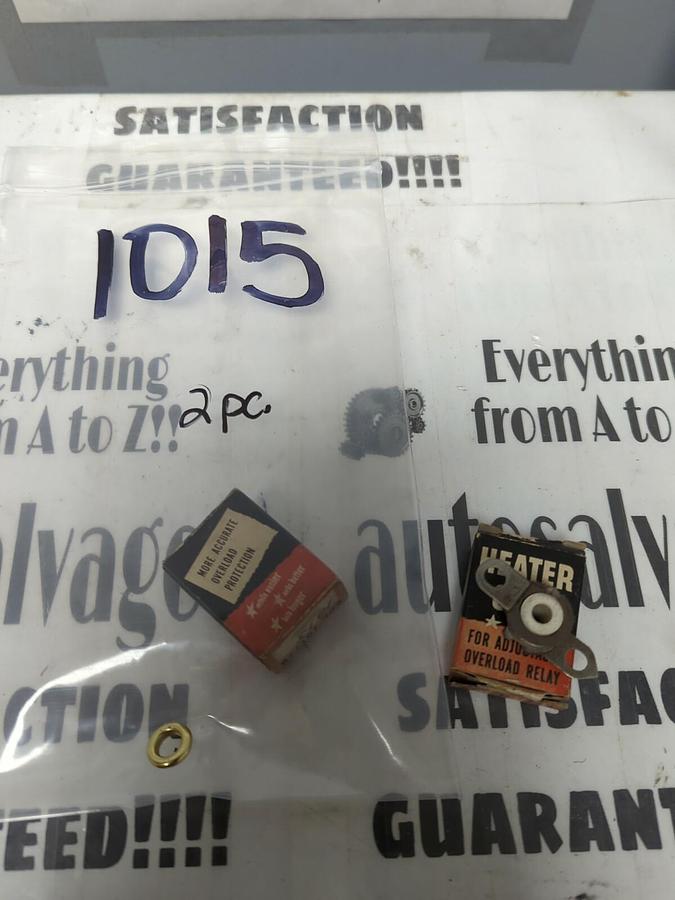 SATISFACTION
GUARANTEED!!!!
1015
erything
Everythin
m A to Z!!
2 pc.
from A to
lvage
autosalv
MORE ACCURATE
OVERLOAD
PROTECTION
HEATER
FOR
OVERLOAD RELAY
CTION
SATISFAC
EED!!!!
GUARANT